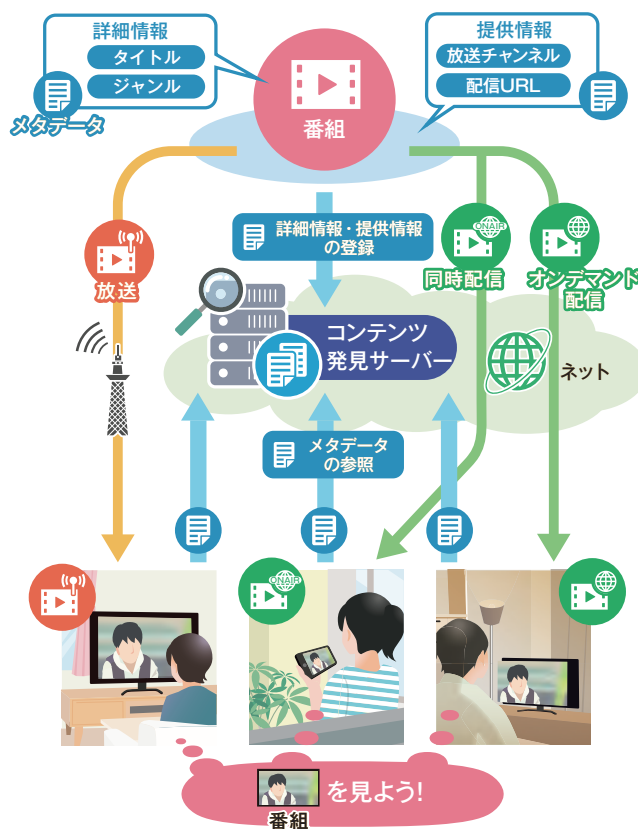 詳細情報
タイトル
ジャンル
メタデータ
番組
提供情報
放送チャンネル
配信URL
詳細情報・提供情報
の登録
放送
ONAIR
同時配信
オンデマンド
配信
コンテンツ
発見サーバー
ネット
メタデータ
の参照
ONAIR
を見よう!
番組